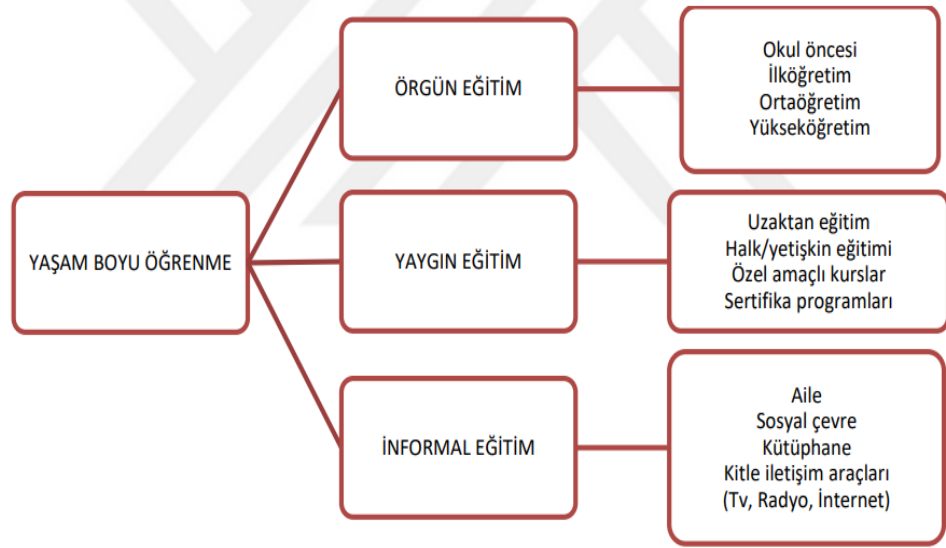 YAŞAM BOYU ÖĞRENME
ÖRGÜN EĞİTİM
Okul öncesi
İlköğretim
Ortaöğretim
Yükseköğretim
YAYGIN EĞİTİM
Uzaktan eğitim
Halk/yetişkin eğitimi
Özel amaçlı kurslar
Sertifika programları
İNFORMAL EĞİTİM
Aile
Sosyal çevre
Kütüphane
Kitle iletişim araçları
(Tv, Radyo, İnternet)